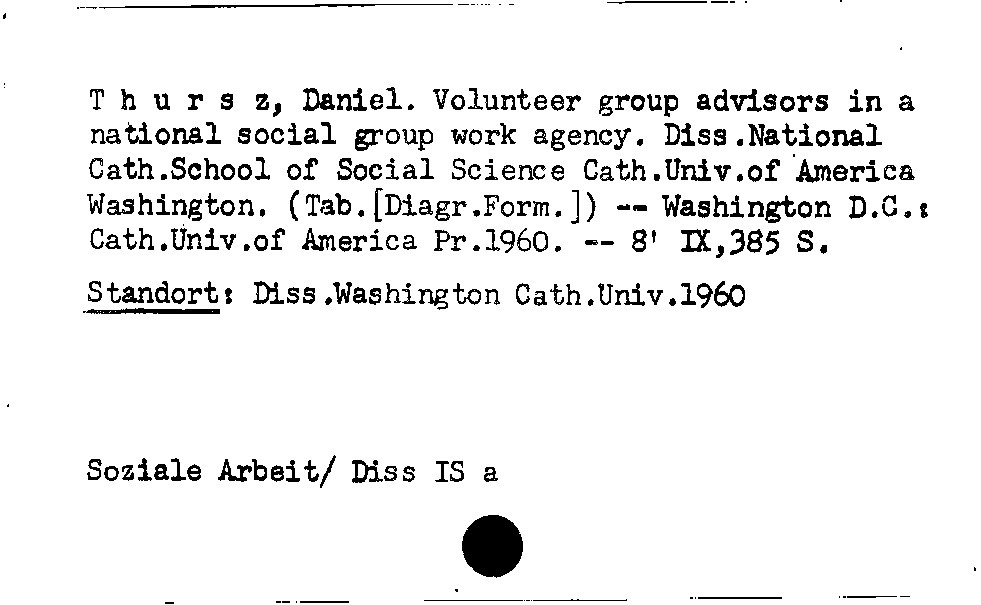 T h u r s z, Daniel. Volunteer group advisors in a
national social group work agency. Diss.National
Cath.School of Social Science Cath.Univ.of America
Washington. (Tab.[Diagr.Form.]) -- Washington D.C.:
Cath.Univ.of America Pr.1960. -- 8' IX,385 S.
Standort: Diss.Washington Cath.Univ.1960
Soziale Arbeit/ Diss IS a